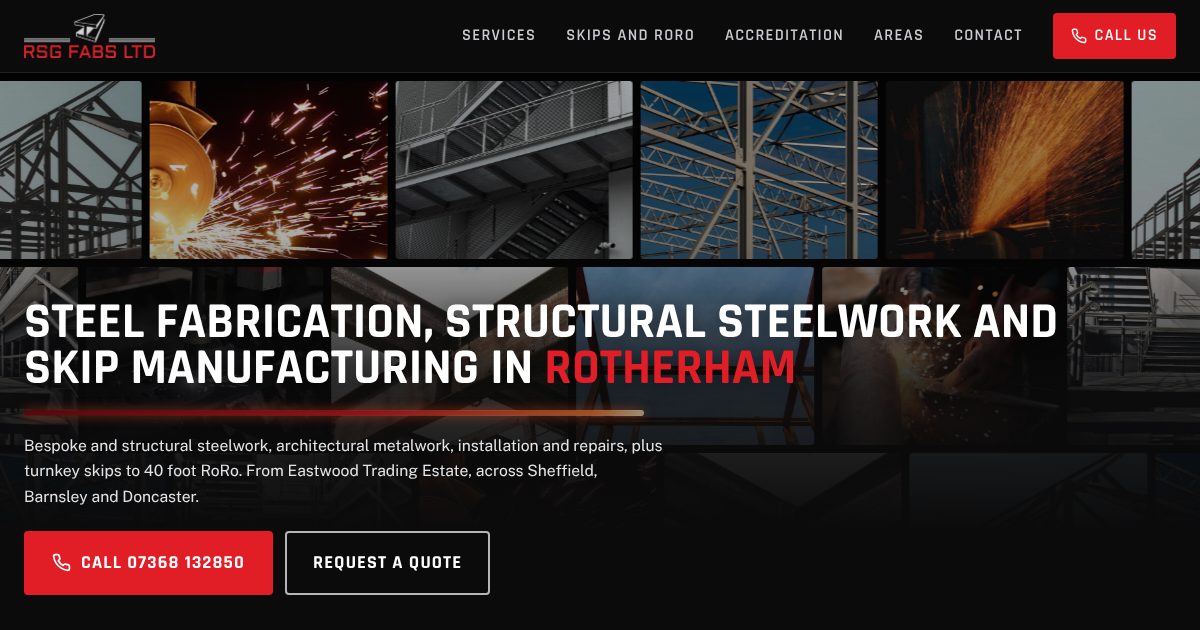 RSG FABS LTD
SERVICES
SKIPS AND RORO
ACCREDITATION
AREAS
CONTACT
CALL US
STEEL FABRICATION, STRUCTURAL STEELWORK AND
SKIP MANUFACTURING IN ROTHERHAM
Bespoke and structural steelwork, architectural metalwork, installation and repairs, plus
turnkey skips to 40 foot RoRo. From Eastwood Trading Estate, across Sheffield,
Barnsley and Doncaster.
CALL 07368 132850
REQUEST A QUOTE